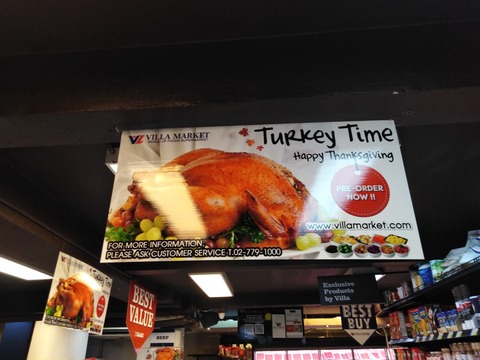 VILLA MARKET
Turkey Time
Happy Thanksgiving
PRE-ORDER
NOW !!
www.villamarket.com
FOR MORE INFORMATION,
PLEASE ASK CUSTOMER SERVICE T.02-779-1000
BEST
VALUE
Exclusive
Products
by Villa
BEST
BUY
BEEF